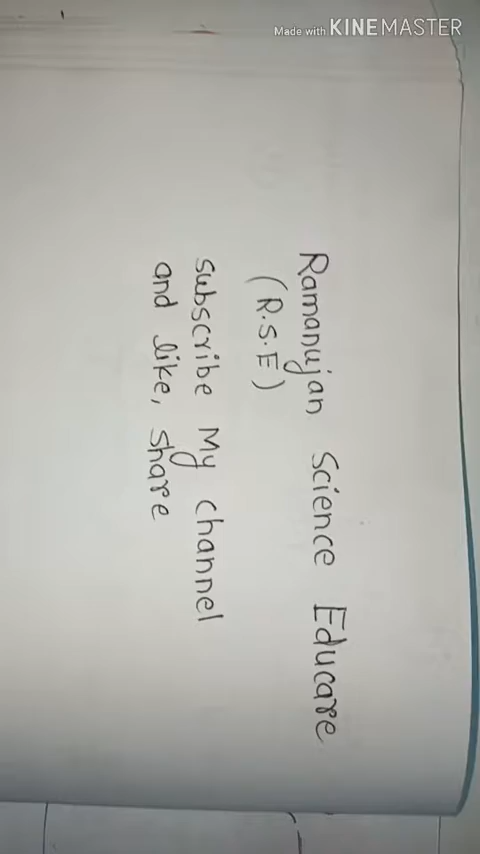 Made with KINEMASTER
Ramanujan Science Educare
(R.S.E)
Subscribe My channel
and like, share